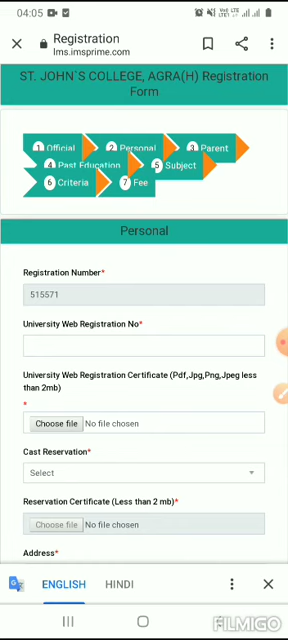 04:05
Registration
lms.imsprime.com
ST. JOHN`S COLLEGE, AGRA(H) Registration
Form
1 Official 2 Personal 3 Parent
4 Past Education 5 Subject
6 Criteria 7 Fee
Personal
Registration Number*
515571
University Web Registration No*
University Web Registration Certificate (Pdf,Jpg,Png,Jpeg less
than 2mb)
*
Choose file No file chosen
Cast Reservation*
Select
Reservation Certificate (Less than 2 mb)*
Choose file No file chosen
Address*
ENGLISH HINDI
FILMIGO